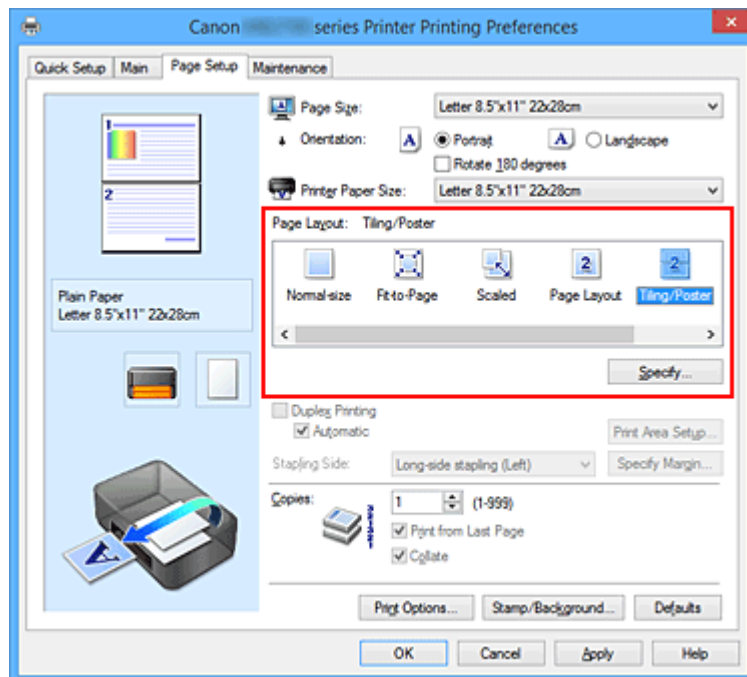 Canon series Printer Printing Preferences
Quick Setup Main Page Setup Maintenance
Page Size: Letter 8.5"x11" 22x28cm
Orientation: A Portrait A Landscape
Rotate 180 degrees
Printer Paper Size: Letter 8.5"x11" 22x28cm
Page Layout: Tiling/Poster
1
2
2 2
Normal-size Fit-to-Page Scaled Page Layout Tiling/Poster
Plain Paper
Letter 8.5"x11" 22x28cm
Specify...
Duplex Printing
Automatic
Print Area Setup...
Stapling Side: Long-side stapling (Left) Specify Margin...
Copies: 1 (1-999)
Print from Last Page
Collate
A
Print Options... Stamp/Background... Defaults
OK Cancel Apply Help